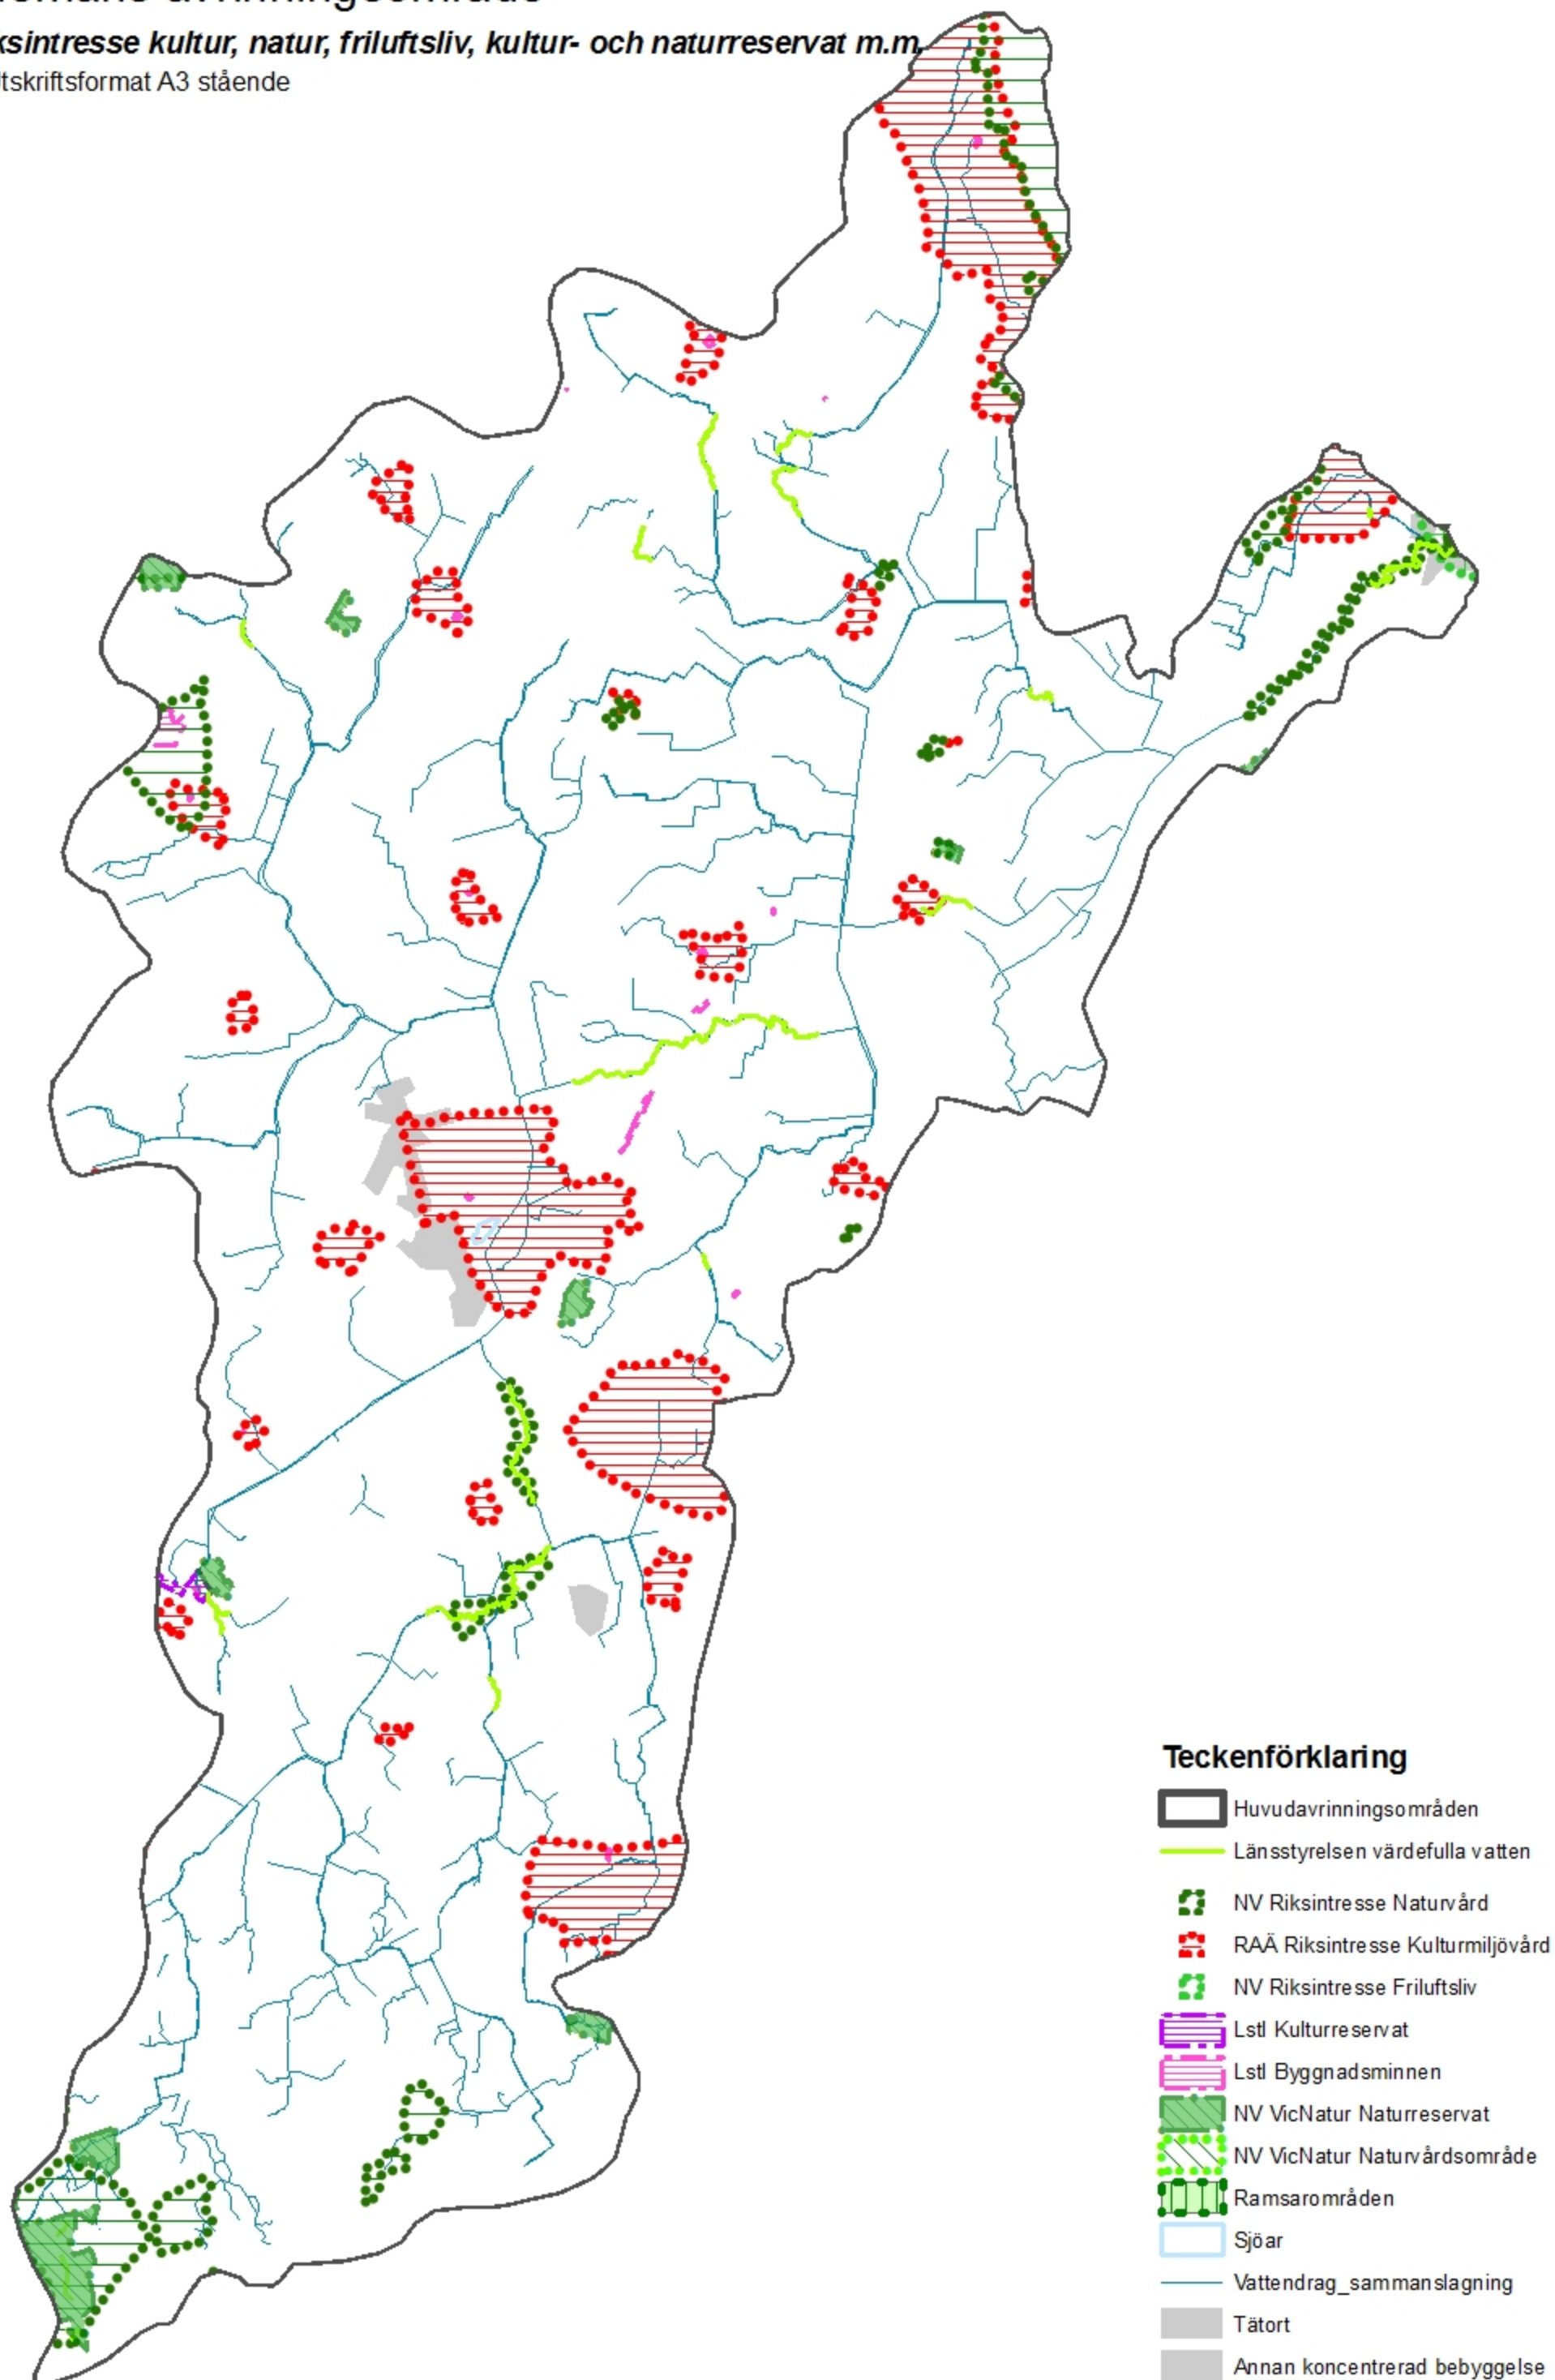 ksintresse kultur, natur, friluftsliv, kultur- och naturreservat m.m.
tskriftsformat A3 stående
Teckenförklaring
Huvudavrinningsområden
Länsstyrelsen värdefulla vatten
NV Riksintresse Naturvård
RAÄ Riksintresse Kulturmiljövård
NV Riksintresse Friluftsliv
Lstl Kulturreservat
Lstl Byggnadsminnen
NV VicNatur Naturreservat
NV VicNatur Naturvårdsområde
Ramsarområden
Sjöar
Vattendrag_sammanslagning
Tätort
Annan koncentrerad bebyggelse